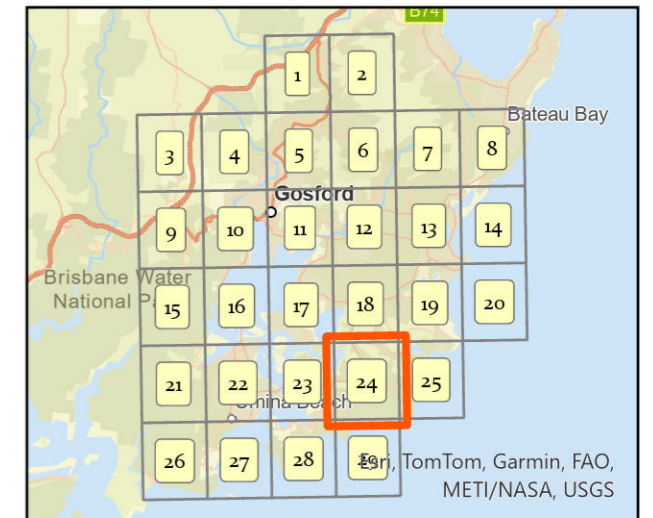 B74
1 2
Bateau Bay
3 4 5 6 7 8
Gosford
9 10 11 12 13 14
Brisbane Water
National
15 16 17 18 19 20
21 22 23 24 25
Beach
26 27 28 29
Esri, TomTom, Garmin, FAO,
METI/NASA, USGS